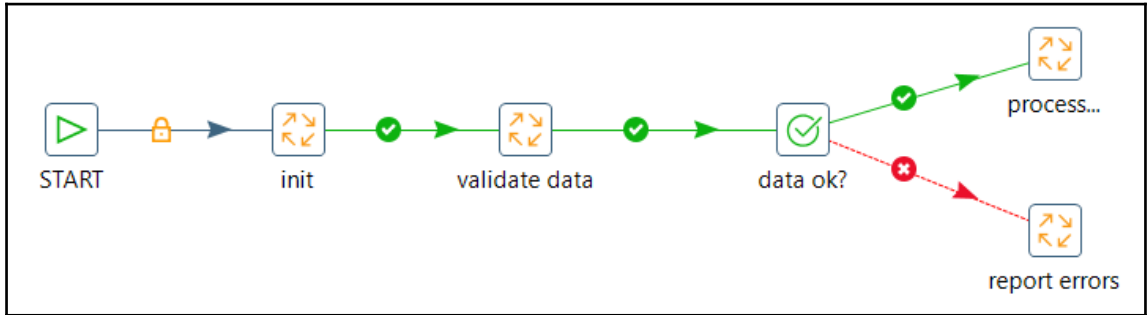 START
init
validate data
data ok?
process...
report errors